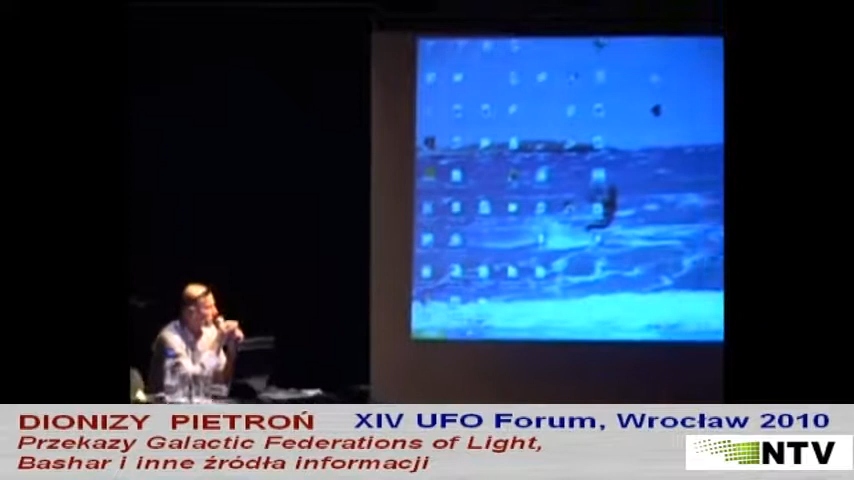 DIONIZY PIETROŃ XIV UFO Forum, Wrocław 2010
Przekazy Galactic Federations of Light,
Bashar i inne źródła informacji
NTV